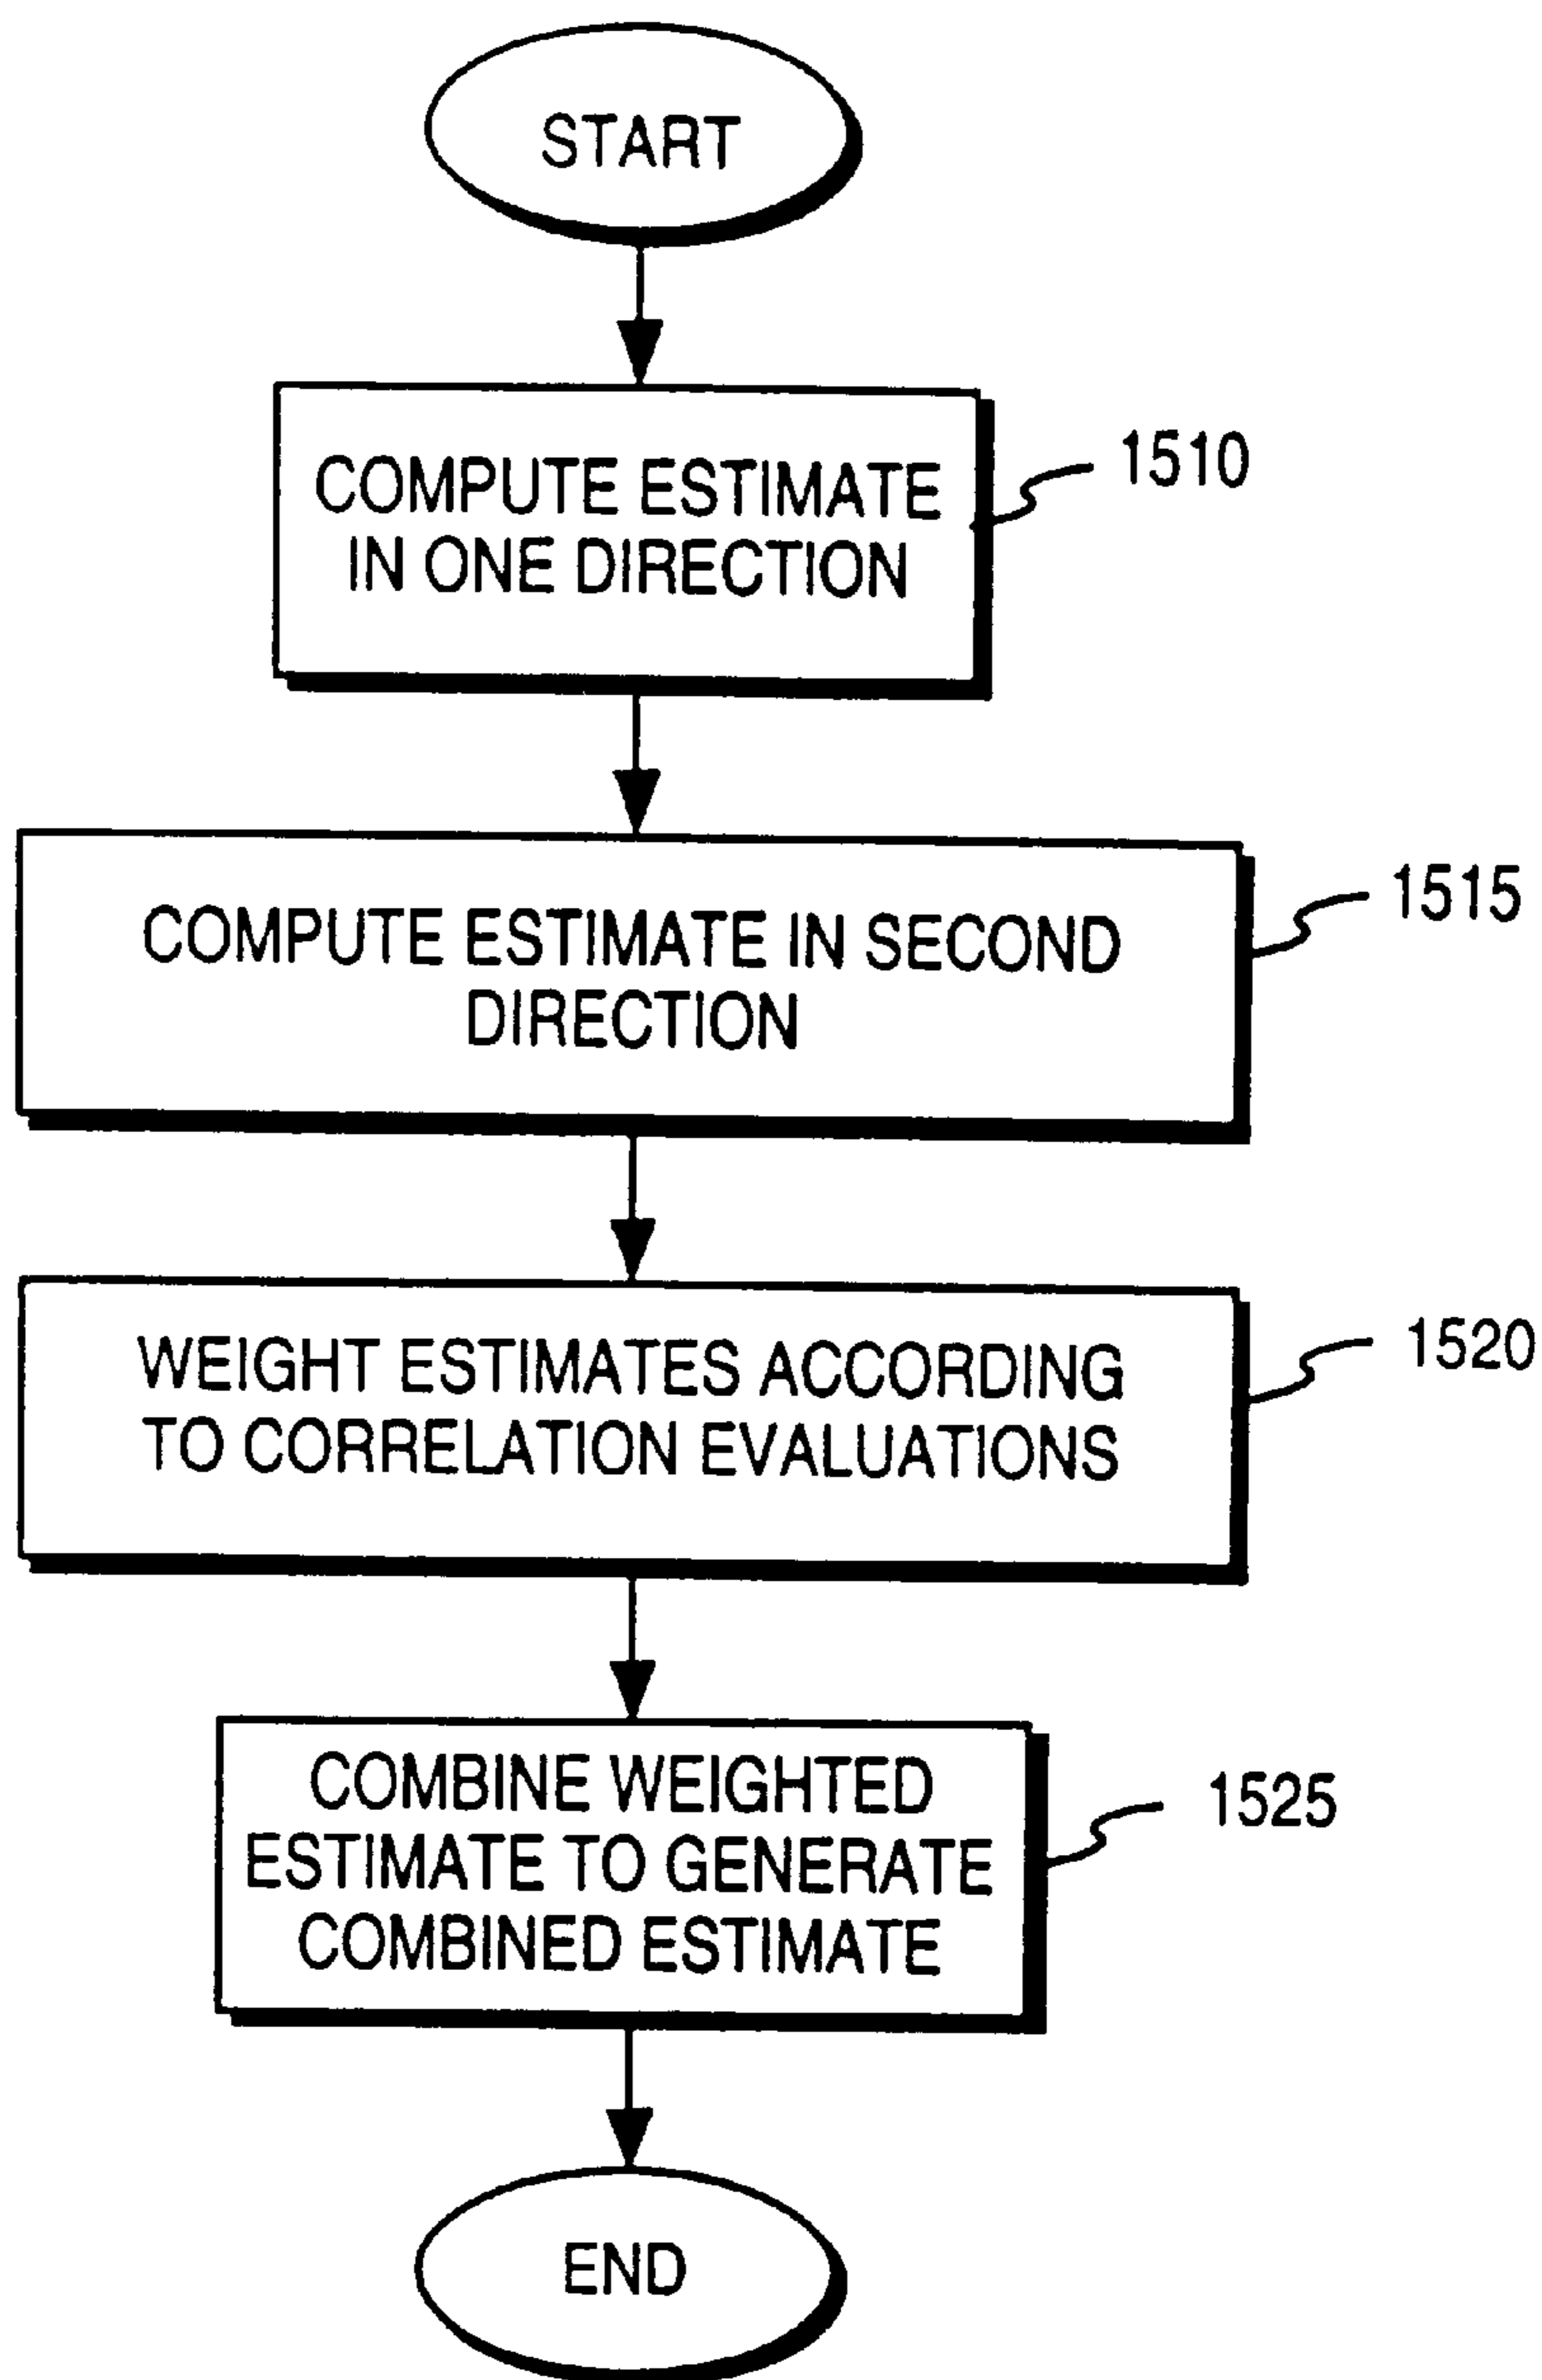 START
COMPUTE ESTIMATE
IN ONE DIRECTION
1510
COMPUTE ESTIMATE IN SECOND
DIRECTION
1515
WEIGHT ESTIMATES ACCORDING
TO CORRELATION EVALUATIONS
1520
COMBINE WEIGHTED
ESTIMATE TO GENERATE
COMBINED ESTIMATE
1525
END